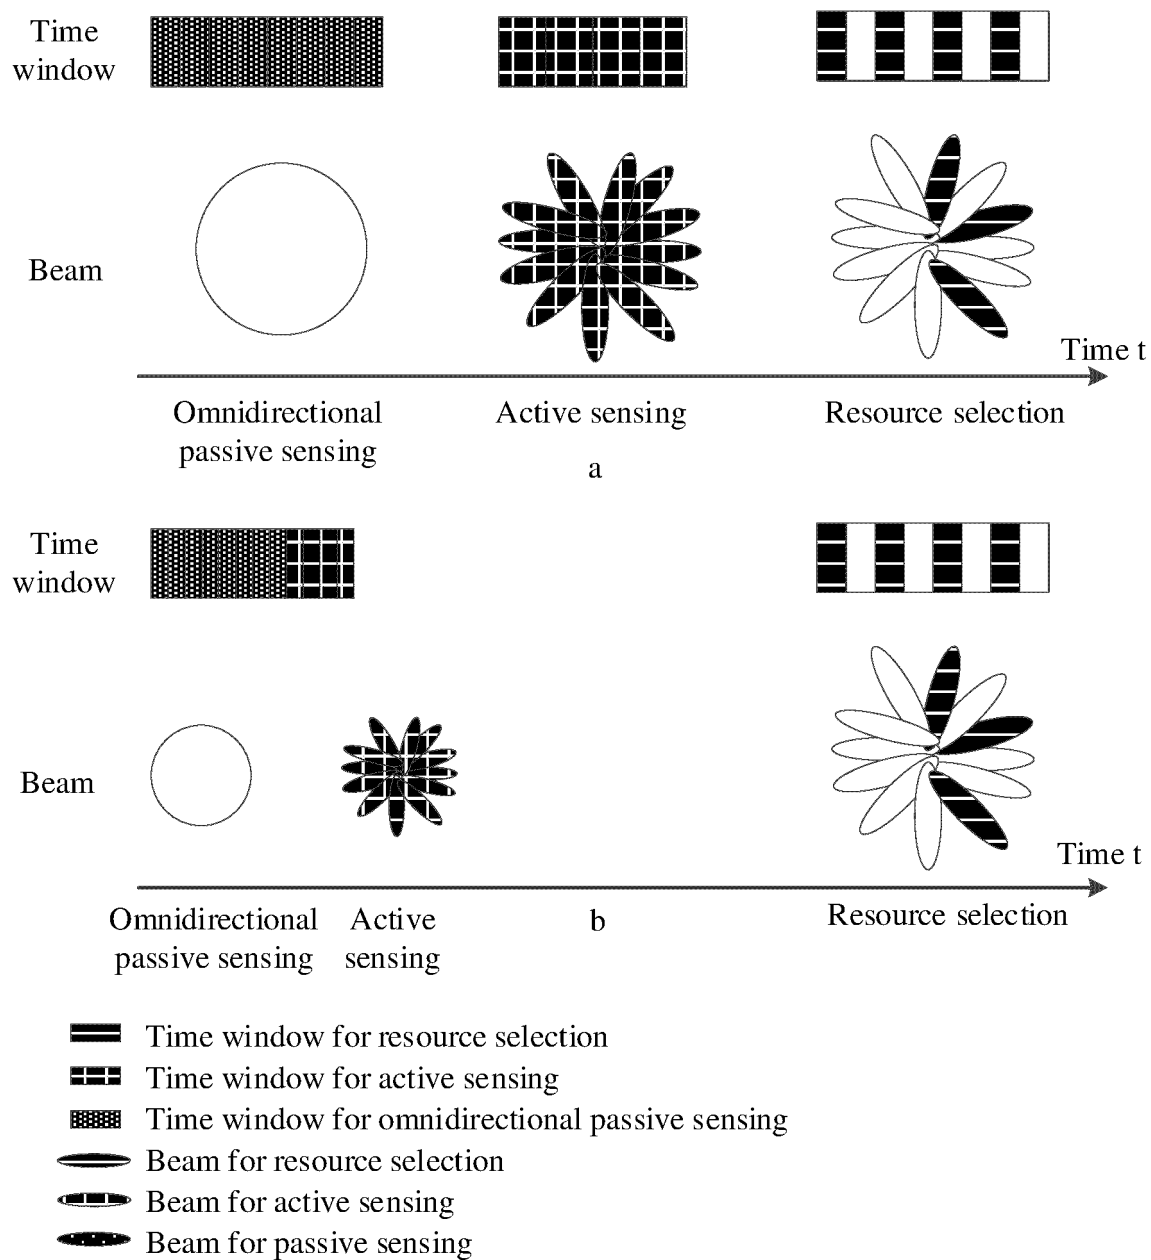 Time
window
Beam
Time t
Omnidirectional
passive sensing
Active sensing
Resource selection
a
Time
window
Beam
Time t
Omnidirectional
passive sensing
Active
sensing
b
Resource selection
Time window for resource selection
Time window for active sensing
Time window for omnidirectional passive sensing
Beam for resource selection
Beam for active sensing
Beam for passive sensing